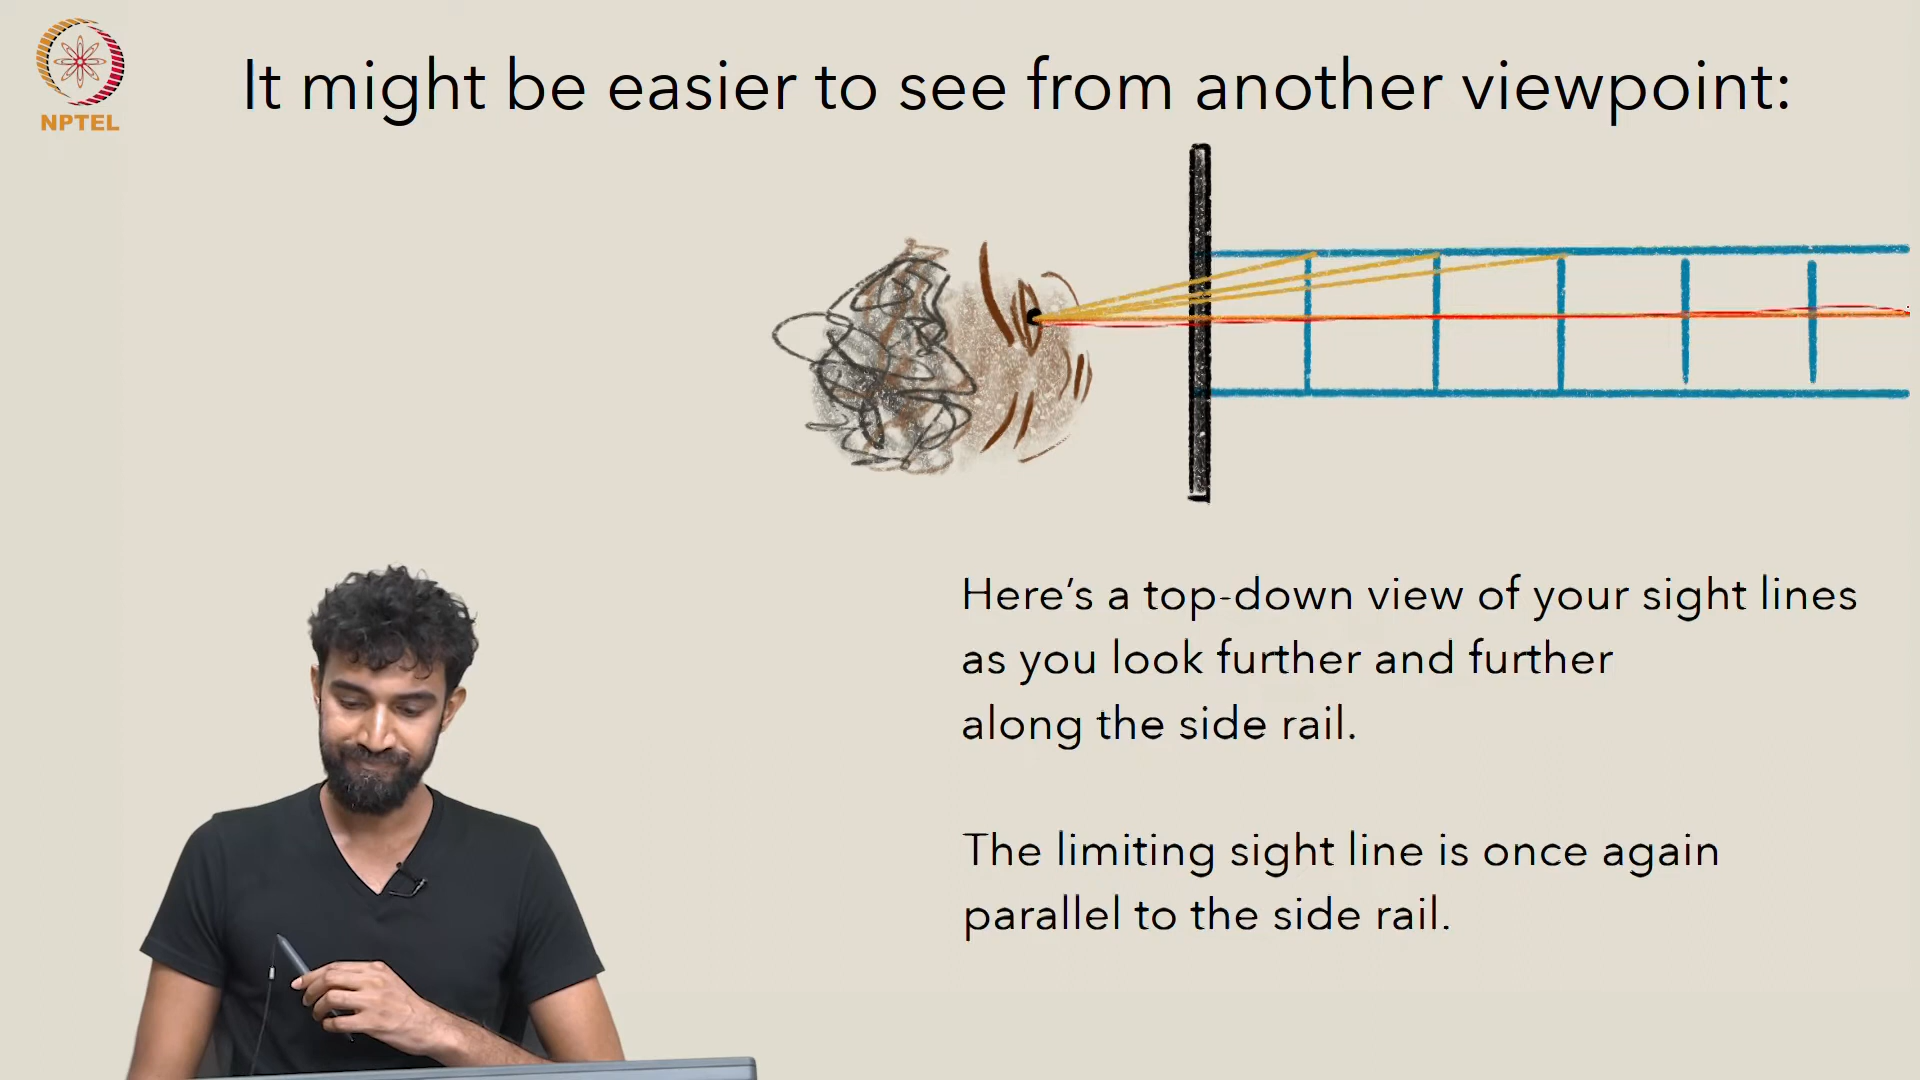 NPTEL
It might be easier to see from another viewpoint:
Here’s a top-down view of your sight lines
as you look further and further
along the side rail.
The limiting sight line is once again
parallel to the side rail.